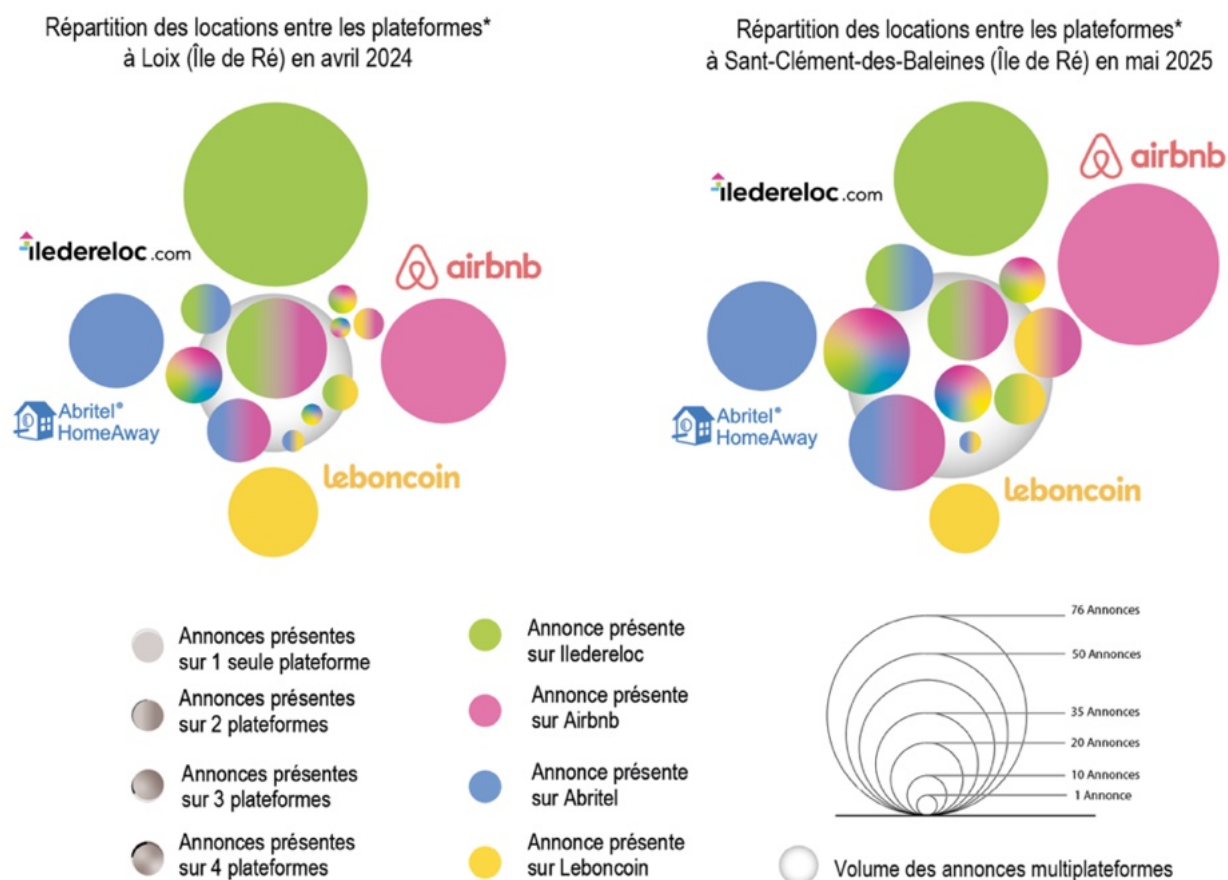 Répartition des locations entre les plateformes*
à Loix (Île de Ré) en avril 2024
Répartition des locations entre les plateformes*
à Sant-Clément-des-Baleines (Île de Ré) en mai 2025
iledereloc.com
airbnb
Abritel®
HomeAway
leboncoin
iledereloc.com
airbnb
Abritel®
HomeAway
leboncoin
Annonces présentes
sur 1 seule plateforme
Annonces présentes
sur 2 plateformes
Annonces présentes
sur 3 plateformes
Annonces présentes
sur 4 plateformes
Annonce présente
sur Iledereloc
Annonce présente
sur Airbnb
Annonce présente
sur Abritel
Annonce présente
sur Leboncoin
76 Annonces
50 Annonces
35 Annonces
20 Annonces
10 Annonces
1 Annonce
Volume des annonces multiplateformes